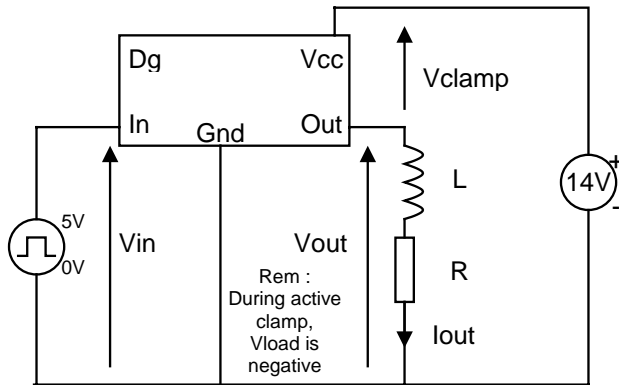 Dg
Vcc
Vclamp
In
Gnd
Out
L
+
14V
-
5V
0V
Vin
Vout
R
Rem :
During active
clamp,
Vload is
negative
Iout